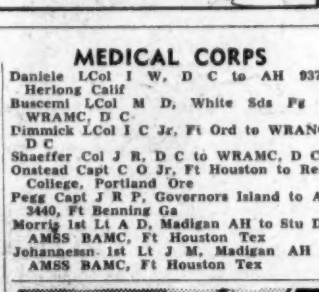 MEDICAL CORPS
Daniele LCol I W, D C to AH 937
Herlong Calif
Buscemi LCol M D, White Sds Pg
WRAMC, D C
Dimmick LCol I C Jr, Ft Ord to WRAM
D C
Shaeffer Col J R, D C to WRAMC, D C
Onstead Capt C O Jr, Ft Houston to Re
College, Portland Ore
Pegg Capt J R P, Governors Island to A
3440, Ft Benning Ga
Morris 1st Lt A D, Madigan AH to Stu D
AMSS BAMC, Ft Houston Tex
Johannessn 1st Lt J M, Madigan AH
AMSS BAMC, Ft Houston Tex